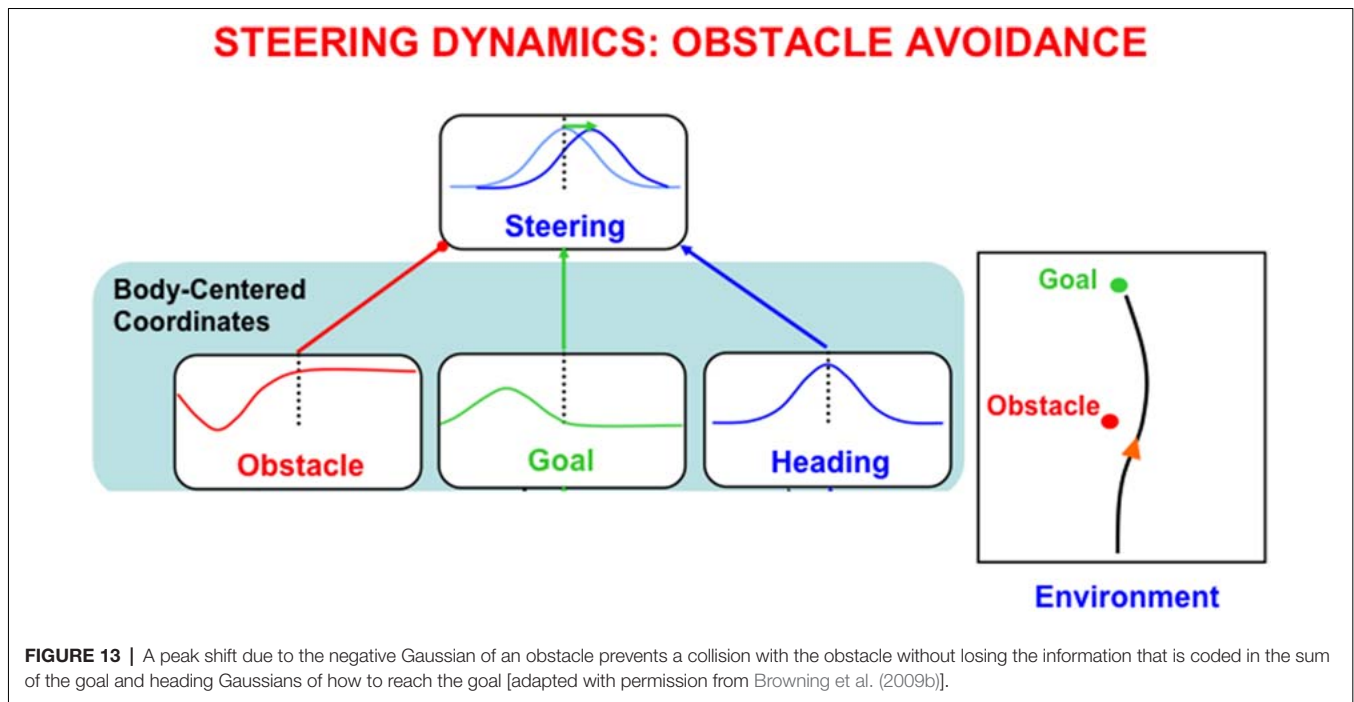 STEERING DYNAMICS: OBSTACLE AVOIDANCE
Steering
Body-Centered
Coordinates
Obstacle
Goal
Heading
Goal
Obstacle
Environment
FIGURE 13 | A peak shift due to the negative Gaussian of an obstacle prevents a collision with the obstacle without losing the information that is coded in the sum
of the goal and heading Gaussians of how to reach the goal [adapted with permission from Browning et al. (2009b)].